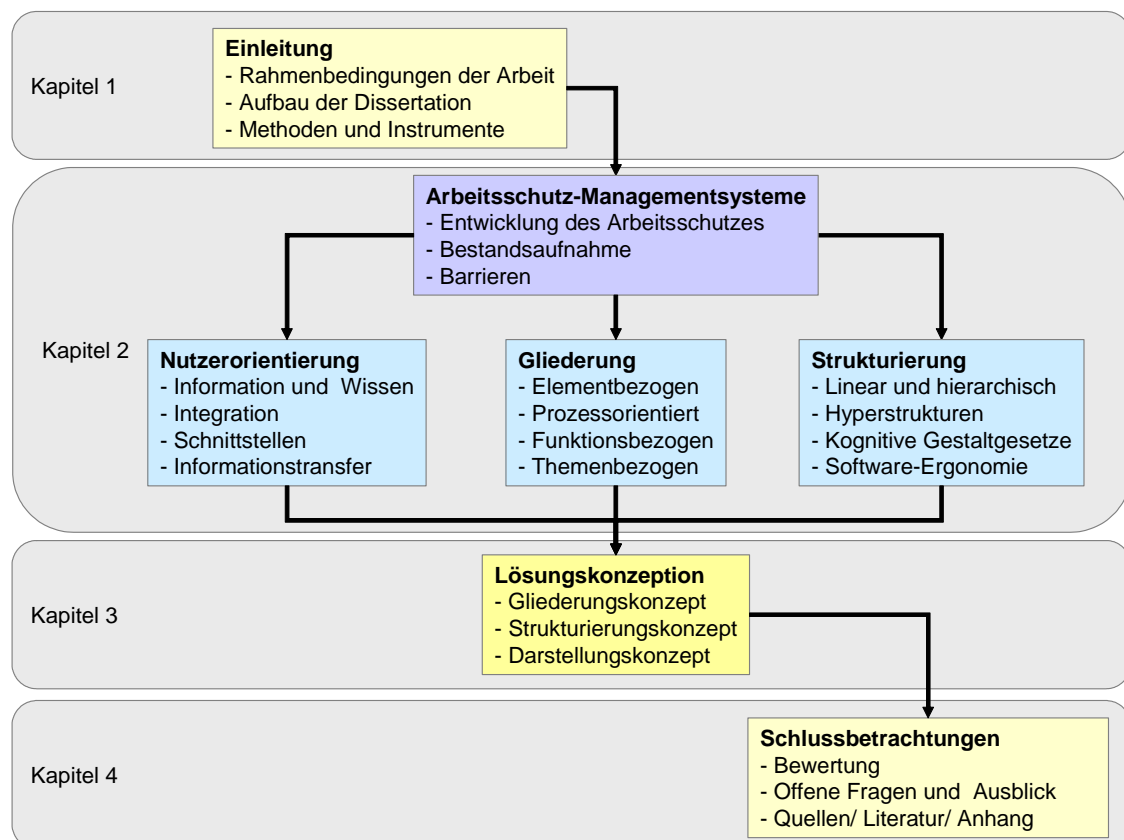 Kapitel 1
Einleitung
- Rahmenbedingungen der Arbeit
- Aufbau der Dissertation
- Methoden und Instrumente
Kapitel 2
Arbeitsschutz-Managementsysteme
- Entwicklung des Arbeitsschutzes
- Bestandsaufnahme
- Barrieren
Nutzerorientierung
- Information und  Wissen
- Integration
- Schnittstellen
- Informationstransfer
Gliederung
- Elementbezogen
- Prozessorientiert
- Funktionsbezogen
- Themenbezogen
Strukturierung
- Linear und hierarchisch
- Hyperstrukturen
- Kognitive Gestaltgesetze
- Software-Ergonomie
Kapitel 3
Lösungskonzeption
- Gliederungskonzept
- Strukturierungskonzept
- Darstellungskonzept
Kapitel 4
Schlussbetrachtungen
- Bewertung
- Offene Fragen und  Ausblick
- Quellen/ Literatur/ Anhang